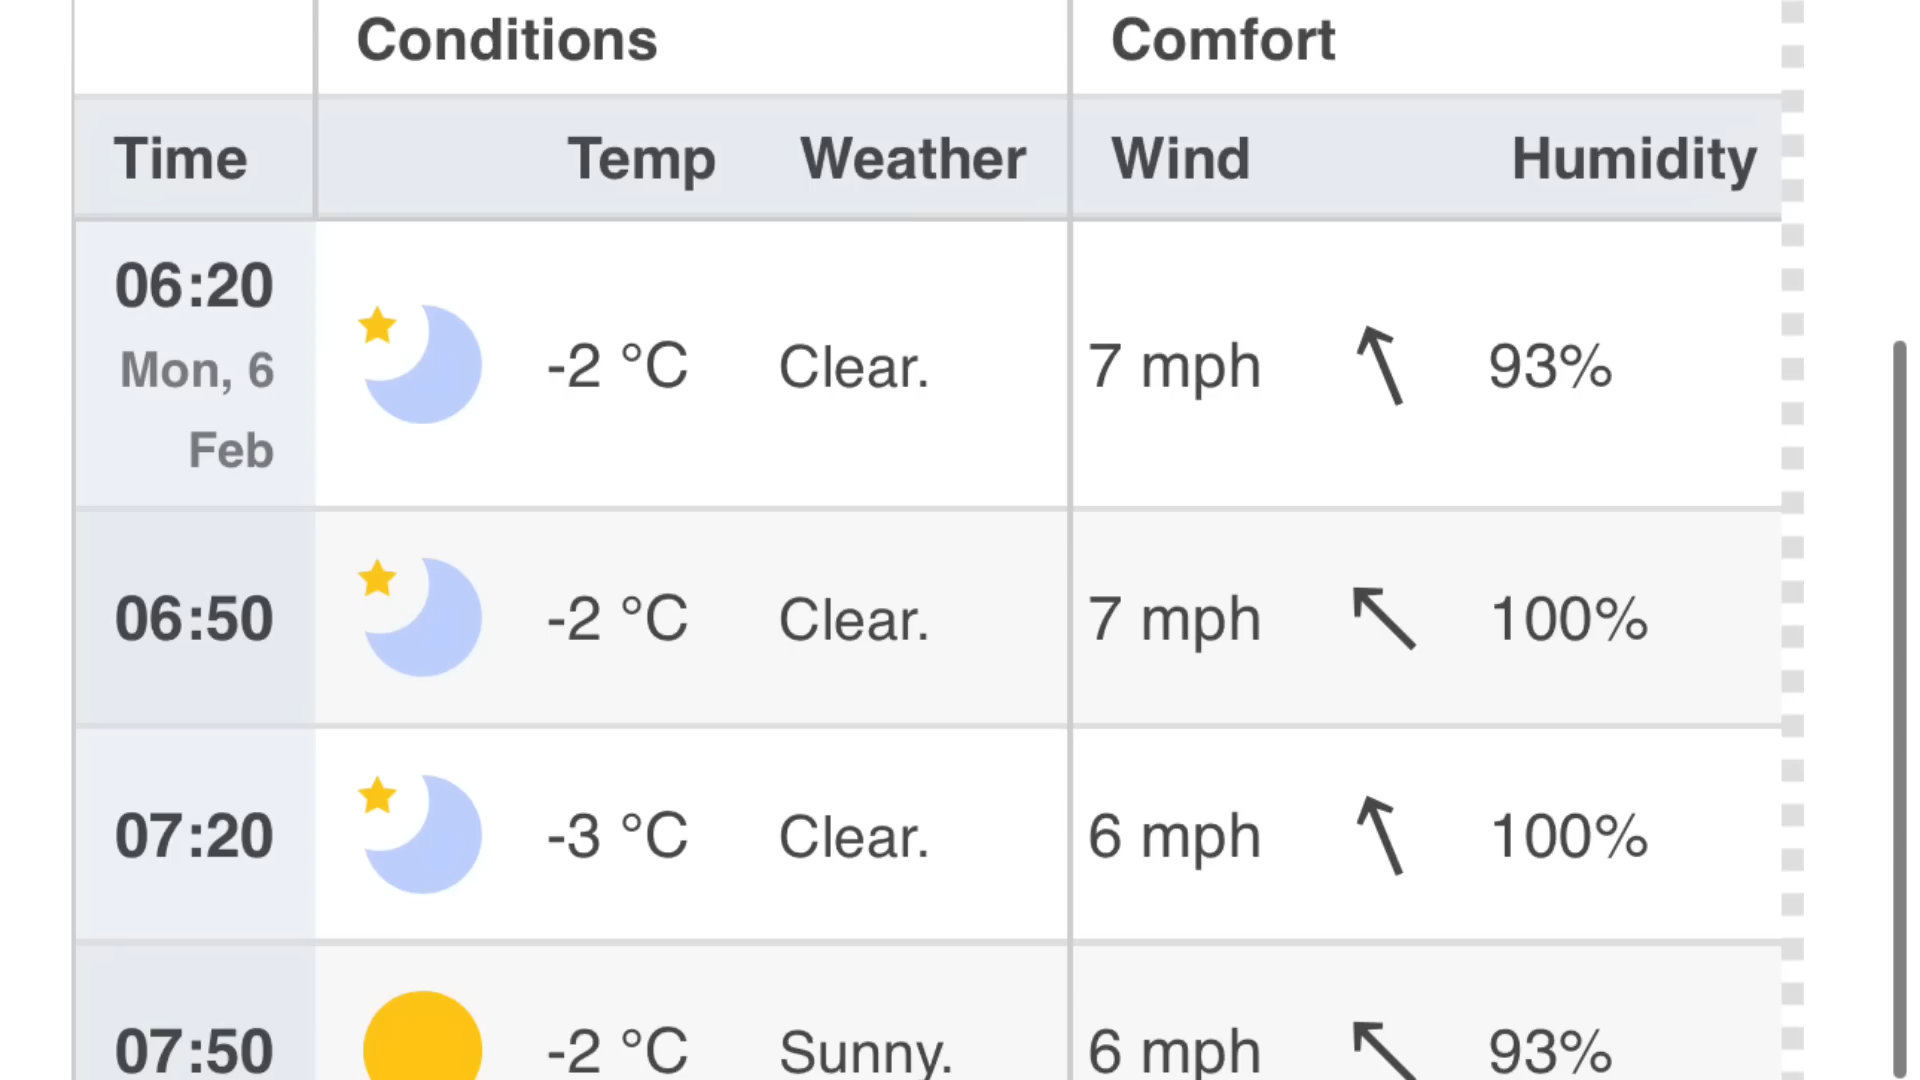 Conditions Comfort
Time Temp Weather Wind Humidity
06:20
Mon, 6
Feb
-2 °C Clear. 7 mph 93%
06:50 -2 °C Clear. 7 mph 100%
07:20 -3 °C Clear. 6 mph 100%
07:50 -2 °C Sunny. 6 mph 93%